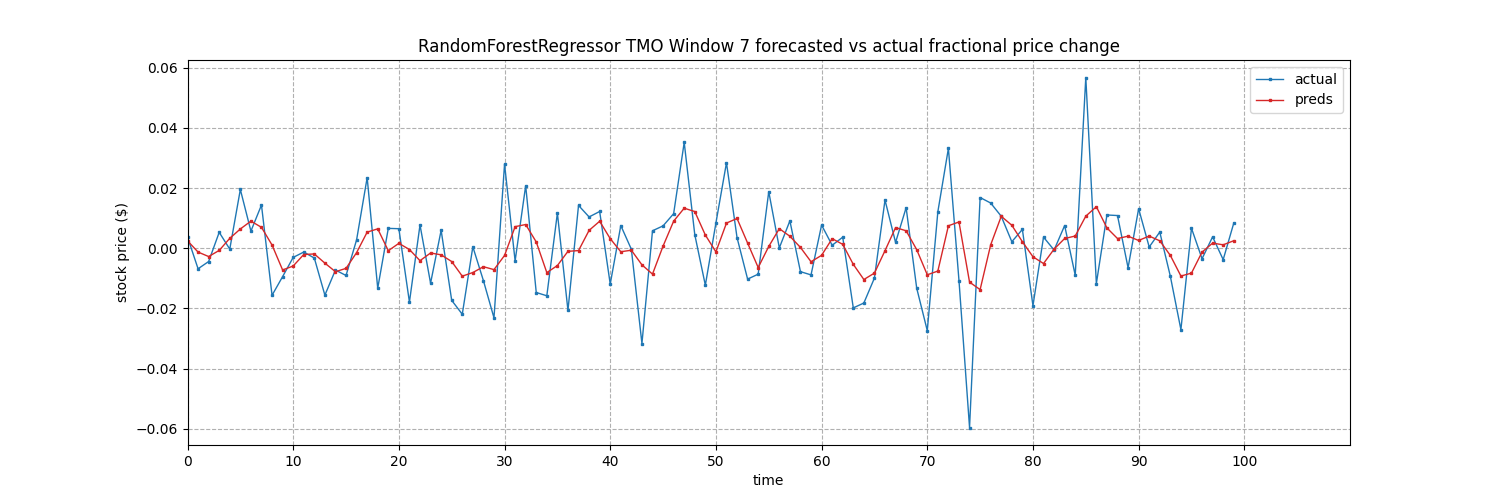 RandomForestRegressor TMO Window 7 forecasted vs actual fractional price change
actual
preds
0.06
0.04
0.02
0.00
−0.02
−0.04
−0.06
stock price ($)
0 10 20 30 40 50 60 70 80 90 100
time